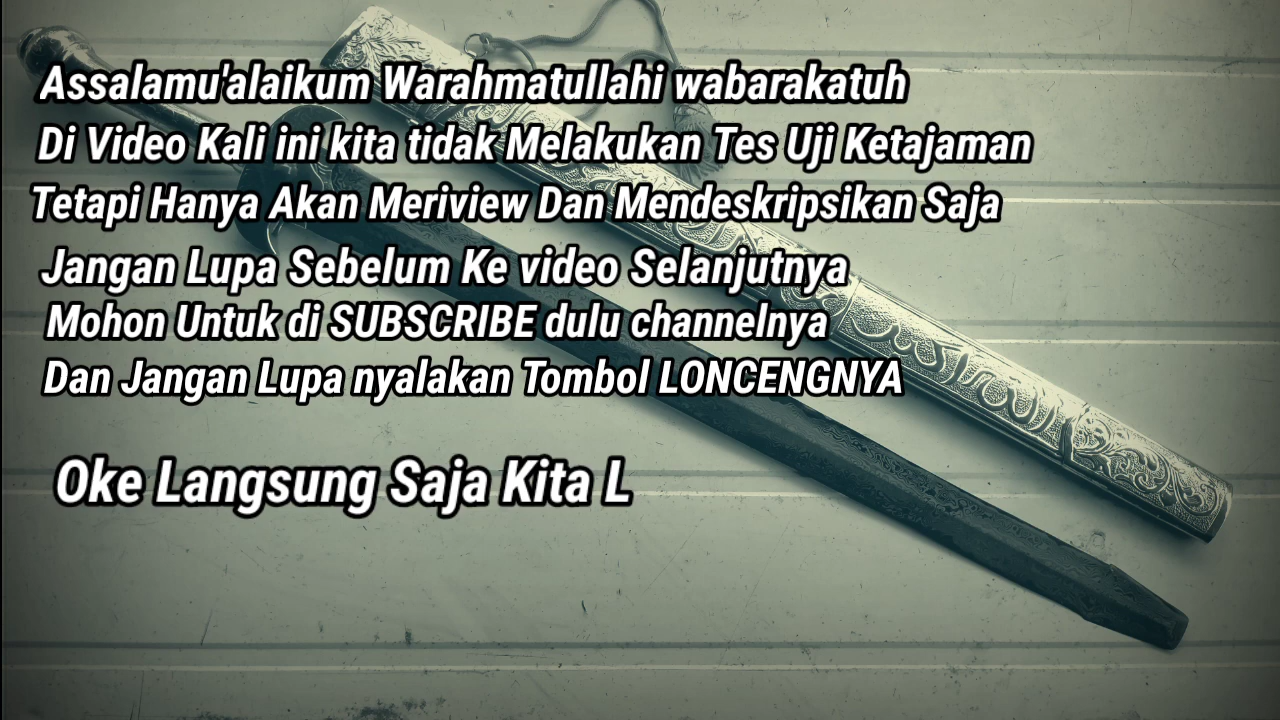 Assalamu'alaikum Warahmatullahi wabarakatuh
Di Video Kali ini kita tidak Melakukan Tes Uji Ketajaman
Tetapi Hanya Akan Meriview Dan Mendeskripsikan Saja
Jangan Lupa Sebelum Ke video Selanjutnya
Mohon Untuk di SUBSCRIBE dulu channelnya
Dan Jangan Lupa nyalakan Tombol LONCENGNYA
Oke Langsung Saja Kita L